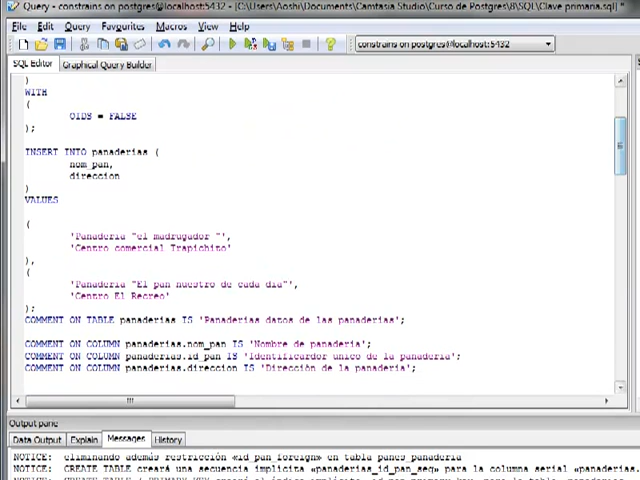 Query - constrains on postgres@localhost:5432 - [C:\Users\Aoshi\Documents\Camtasia Studio\Curso de Postgres\8\SQL\Clave primaria.sql] *
File Edit Query Favourites Macros View Help
constrains on postgres@localhost:5432
SQL Editor Graphical Query Builder
)
WITH
(
OIDS = FALSE
);
INSERT INTO panaderias (
nom_pan,
direccion
)
VALUES
(
'Panaderia "el madrugador "',
'Centro comercial Trapichito'
),
(
'Panaderia "El pan nuestro de cada dia"',
'Centro El Recreo'
);
COMMENT ON TABLE panaderias IS 'Panaderias datos de las panaderias';
COMMENT ON COLUMN panaderias.nom_pan IS 'Nombre de panaderia';
COMMENT ON COLUMN panaderias.id_pan IS 'Identificardor unico de la panaderia';
COMMENT ON COLUMN panaderias.direccion IS 'Dirección de la panaderia';
Output pane
Data Output Explain Messages History
NOTICE: eliminando además restricción «id_pan_foreign» en tabla panes_panaderia
NOTICE: CREATE TABLE creará una secuencia implícita «panaderias_id_pan_seq» para la columna serial «panaderias.